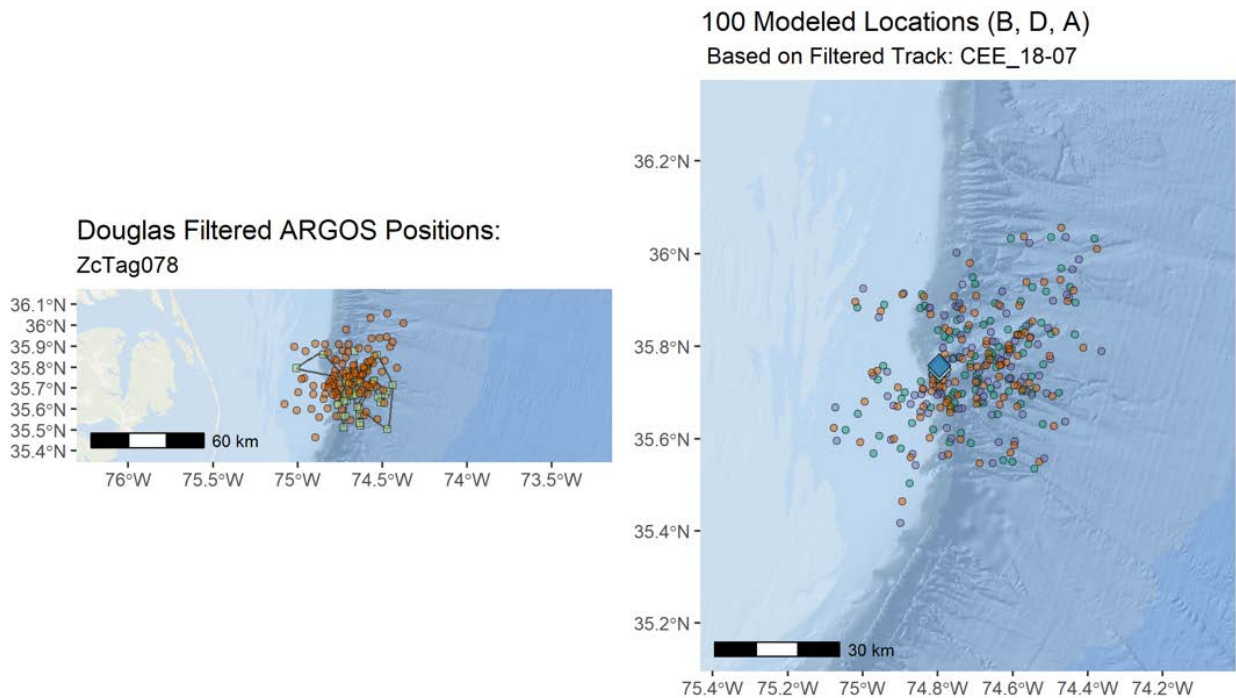 Douglas Filtered ARGOS Positions:
ZcTag078
36.1°N
36°N
35.9°N
35.8°N
35.7°N
35.6°N
35.5°N
35.4°N
60 km
76°W 75.5°W 75°W 74.5°W 74°W 73.5°W
100 Modeled Locations (B, D, A)
Based on Filtered Track: CEE_18-07
36.2°N
36°N
35.8°N
35.6°N
35.4°N
35.2°N
30 km
75.4°W 75.2°W 75°W 74.8°W 74.6°W 74.4°W 74.2°W